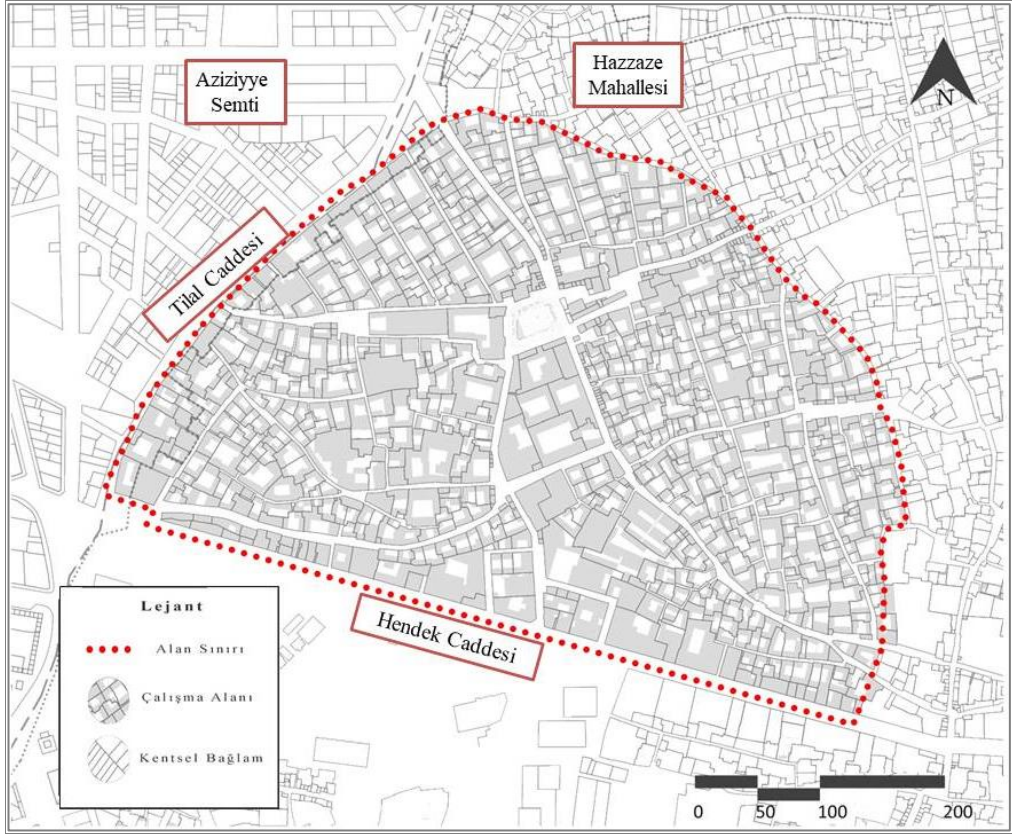 Aziziyye
Semti
Hazzaze
Mahallesi
N
Tilal Caddesi
Hendek Caddesi
Lejant
Alan Sınırı
Çalışma Alanı
Kentsel Bağlam
0 50 100 200